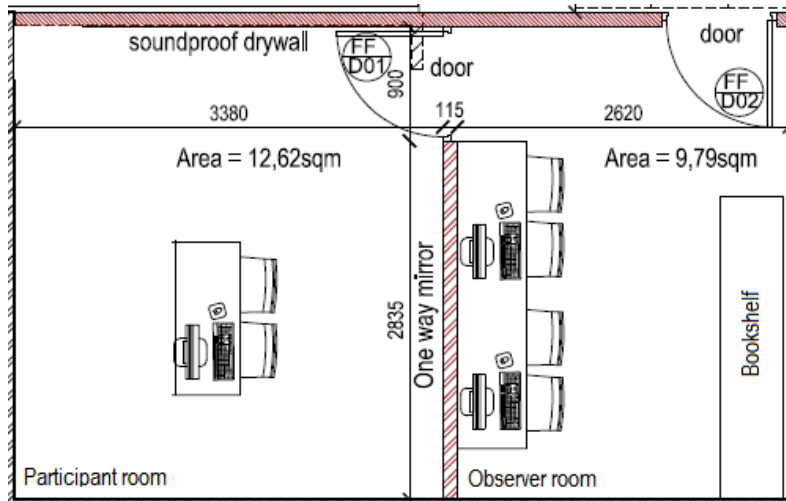 soundproof drywall
FF
D01
door
door
FF
D02
900
3380
115
2620
Area = 12,62sqm
Area = 9,79sqm
2835
One way mirror
Bookshelf
Participant room
Observer room